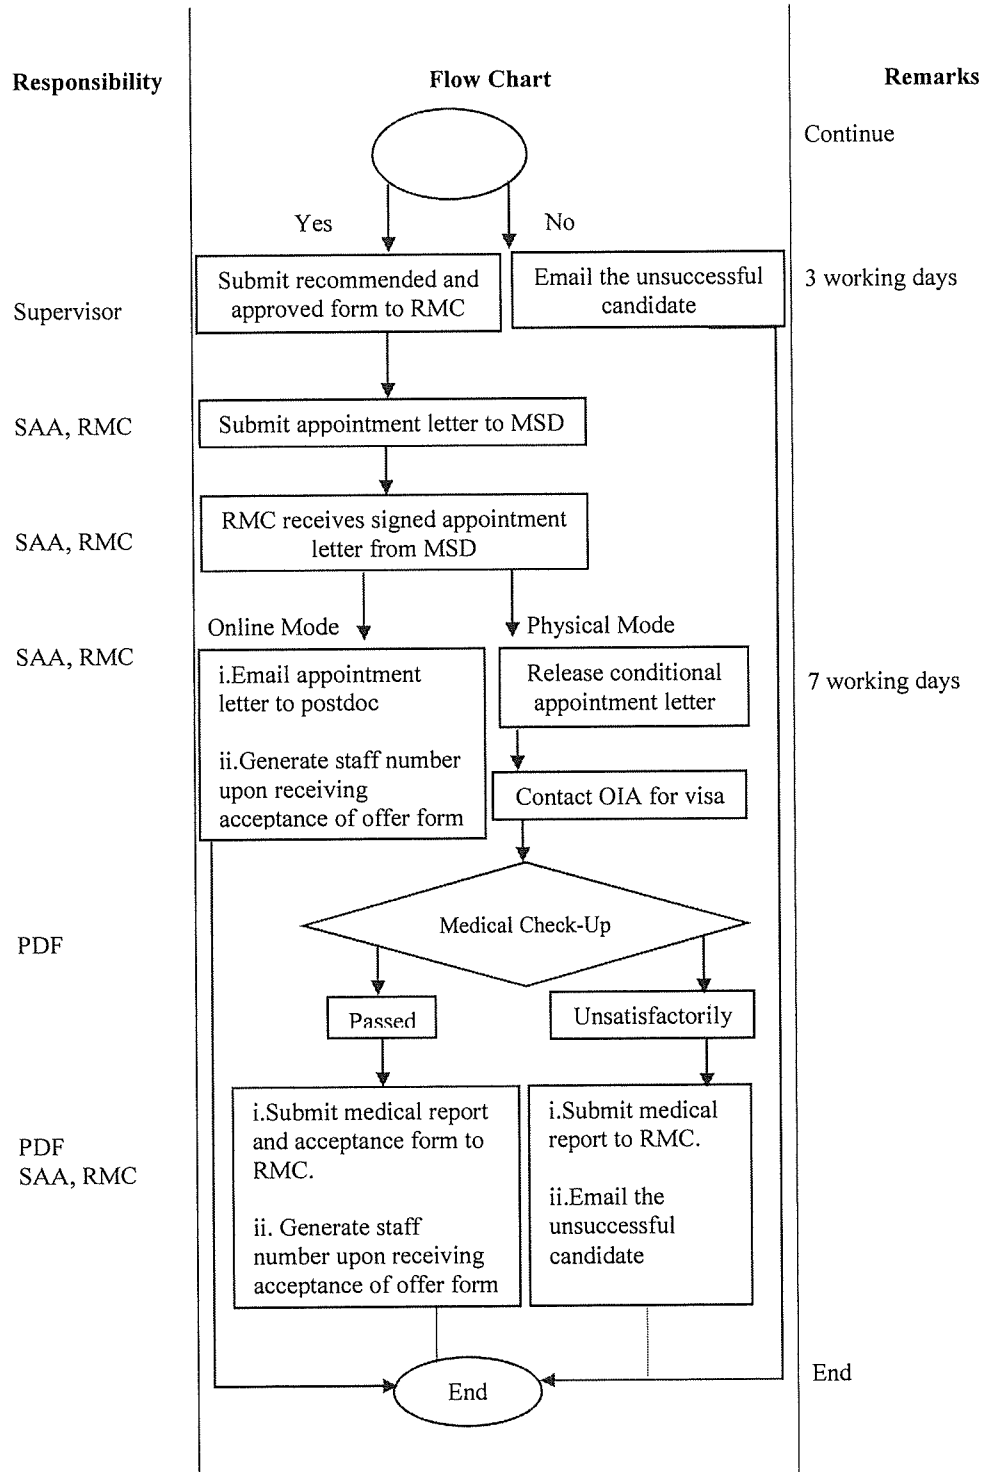 Responsibility
Flow Chart
Remarks
Continue
Yes
No
Submit recommended and
approved form to RMC
Email the unsuccessful
candidate
3 working days
Supervisor
SAA, RMC
Submit appointment letter to MSD
SAA, RMC
RMC receives signed appointment
letter from MSD
Online Mode
Physical Mode
SAA, RMC
i.Email appointment
letter to postdoc
ii.Generate staff number
upon receiving
acceptance of offer form
Release conditional
appointment letter
7 working days
Contact OIA for visa
Medical Check-Up
PDF
Passed
Unsatisfactorily
PDF
SAA, RMC
i.Submit medical report
and acceptance form to
RMC.
ii. Generate staff
number upon receiving
acceptance of offer form
i.Submit medical
report to RMC.
ii.Email the
unsuccessful
candidate
End
End